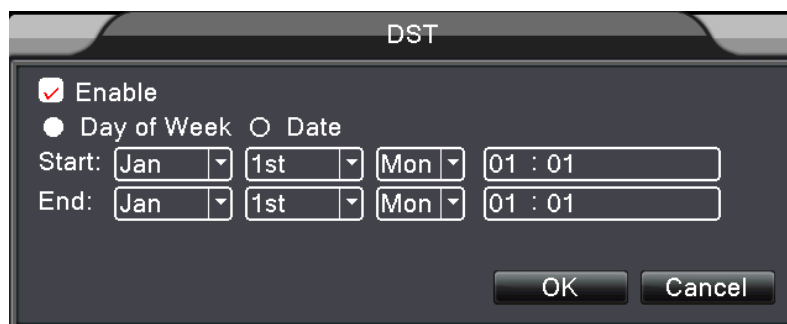 DST
Enable
Day of Week Date
Start: Jan 1st Mon 01 : 01
End: Jan 1st Mon 01 : 01
OK Cancel